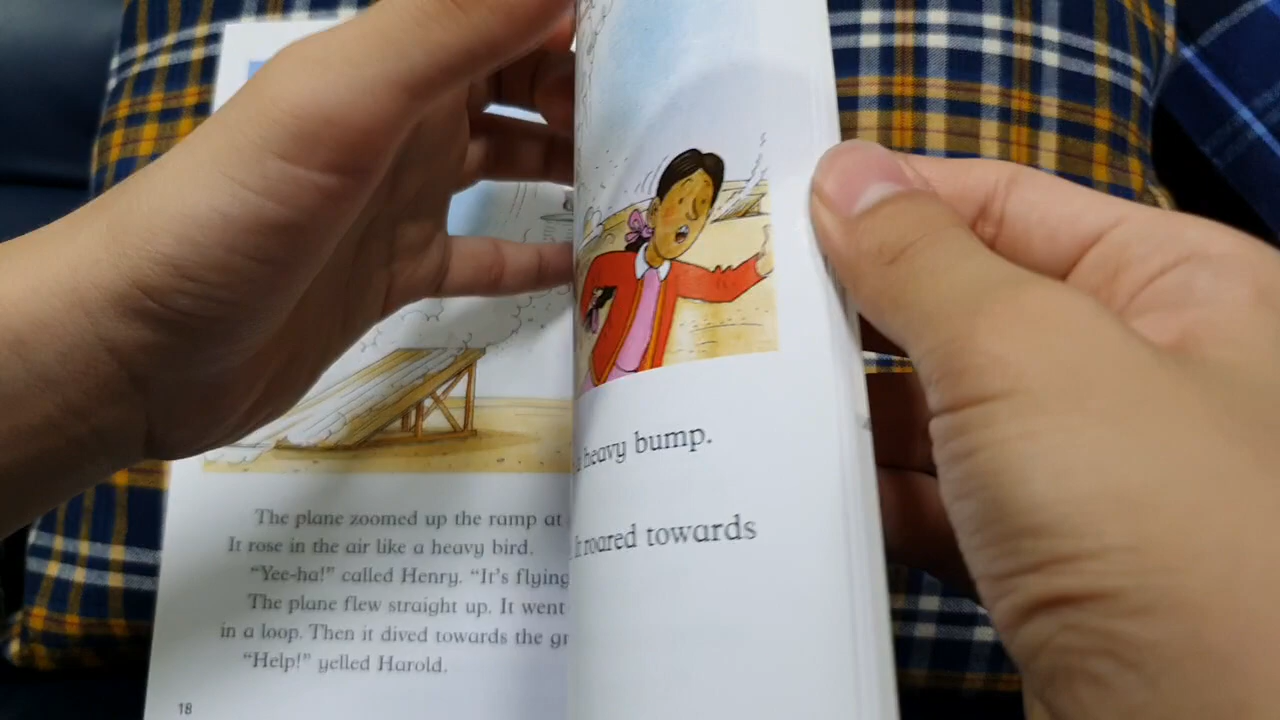 The plane zoomed up the ramp at
It rose in the air like a heavy bird.
"Yee-ha!" called Henry. "It's flying
The plane flew straight up. It went
in a loop. Then it dived towards the gr
"Help!" yelled Harold.
18
a heavy bump.
It roared towards